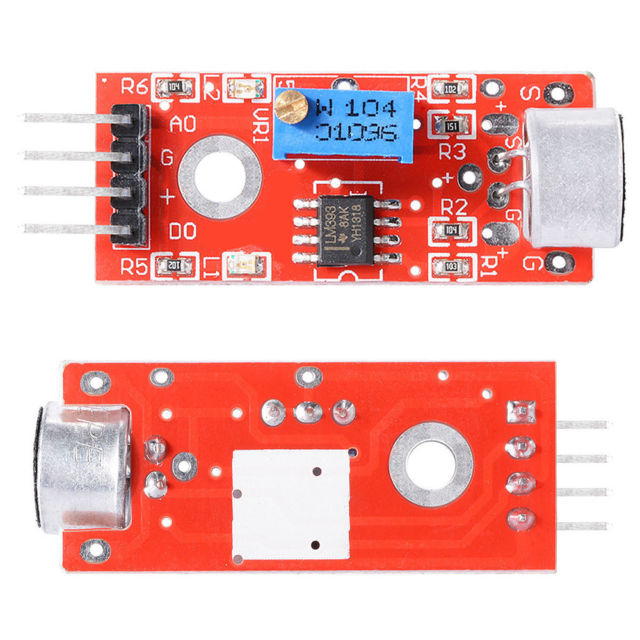 R6
104
L2
VR1
W 104
01096
R4
102
+
S
A0
G
+
D0
151
R3
S
+
LM393
8AK
YH1318
R2
104
G
+
R5
201
L1
103
R1
G